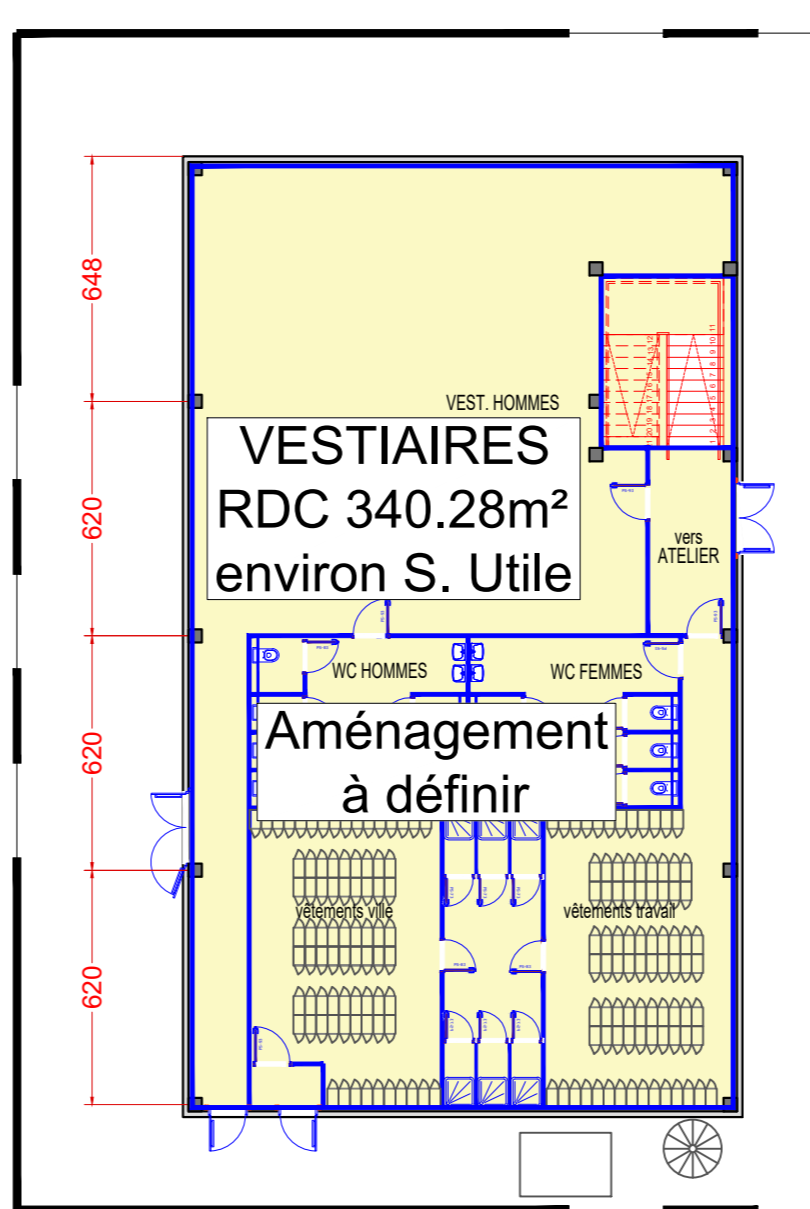 648
620
620
620
VEST. HOMMES
VESTIAIRES
RDC 340.28m²
environ S. Utile
vers
ATELIER
WC HOMMES
WC FEMMES
Aménagement
à définir
vêtements ville
vêtements travail